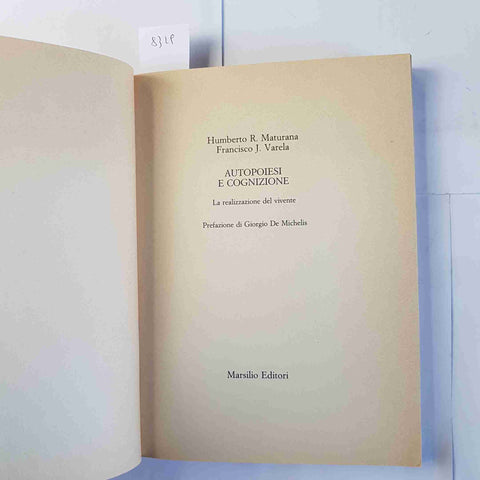 Humberto R. Maturana
Francisco J. Varela
AUTOPOIESI
E COGNIZIONE
La realizzazione del vivente
Prefazione di Giorgio De Michelis
Marsilio Editori